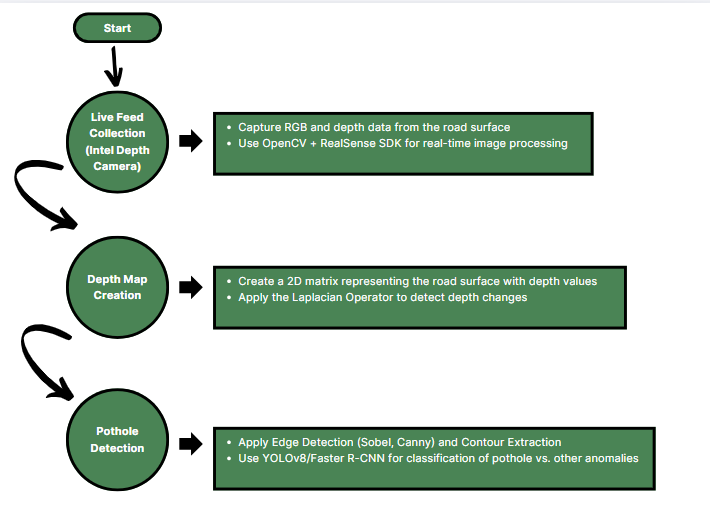 Start
Live Feed
Collection
(Intel Depth
Camera)
• Capture RGB and depth data from the road surface
• Use OpenCV + RealSense SDK for real-time image processing
Depth Map
Creation
• Create a 2D matrix representing the road surface with depth values
• Apply the Laplacian Operator to detect depth changes
Pothole
Detection
• Apply Edge Detection (Sobel, Canny) and Contour Extraction
• Use YOLOv8/Faster R-CNN for classification of pothole vs. other anomalies